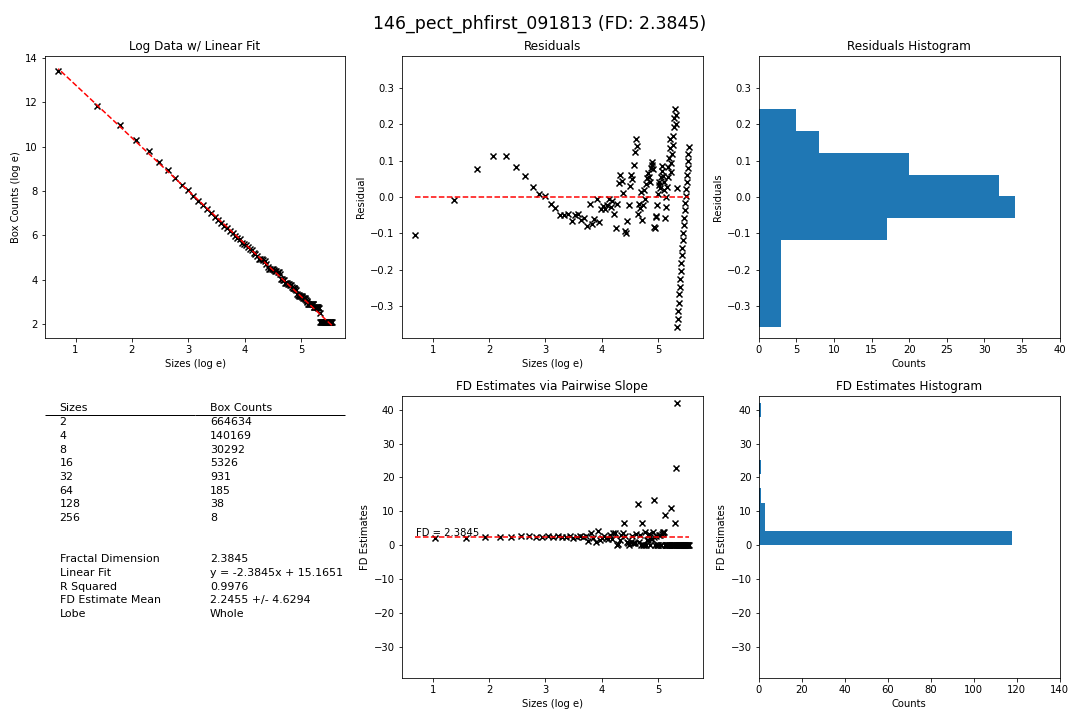 146_pect_phfirst_091813 (FD: 2.3845)
Log Data w/ Linear Fit
Residuals
Residuals Histogram
14
12
10
8
6
4
2
Box Counts (log e)
1 2 3 4 5
Sizes (log e)
0.3
0.2
0.1
0.0
−0.1
−0.2
−0.3
Residual
1 2 3 4 5
Sizes (log e)
0.3
0.2
0.1
0.0
−0.1
−0.2
−0.3
Residuals
0 5 10 15 20 25 30 35 40
Counts
Sizes Box Counts
2 664634
4 140169
8 30292
16 5326
32 931
64 185
128 38
256 8
Fractal Dimension 2.3845
Linear Fit y = -2.3845x + 15.1651
R Squared 0.9976
FD Estimate Mean 2.2455 +/- 4.6294
Lobe Whole
FD Estimates via Pairwise Slope
40
30
20
10
0
−10
−20
−30
FD Estimates
FD = 2.3845
1 2 3 4 5
Sizes (log e)
FD Estimates Histogram
40
30
20
10
0
−10
−20
−30
FD Estimates
0 20 40 60 80 100 120 140
Counts